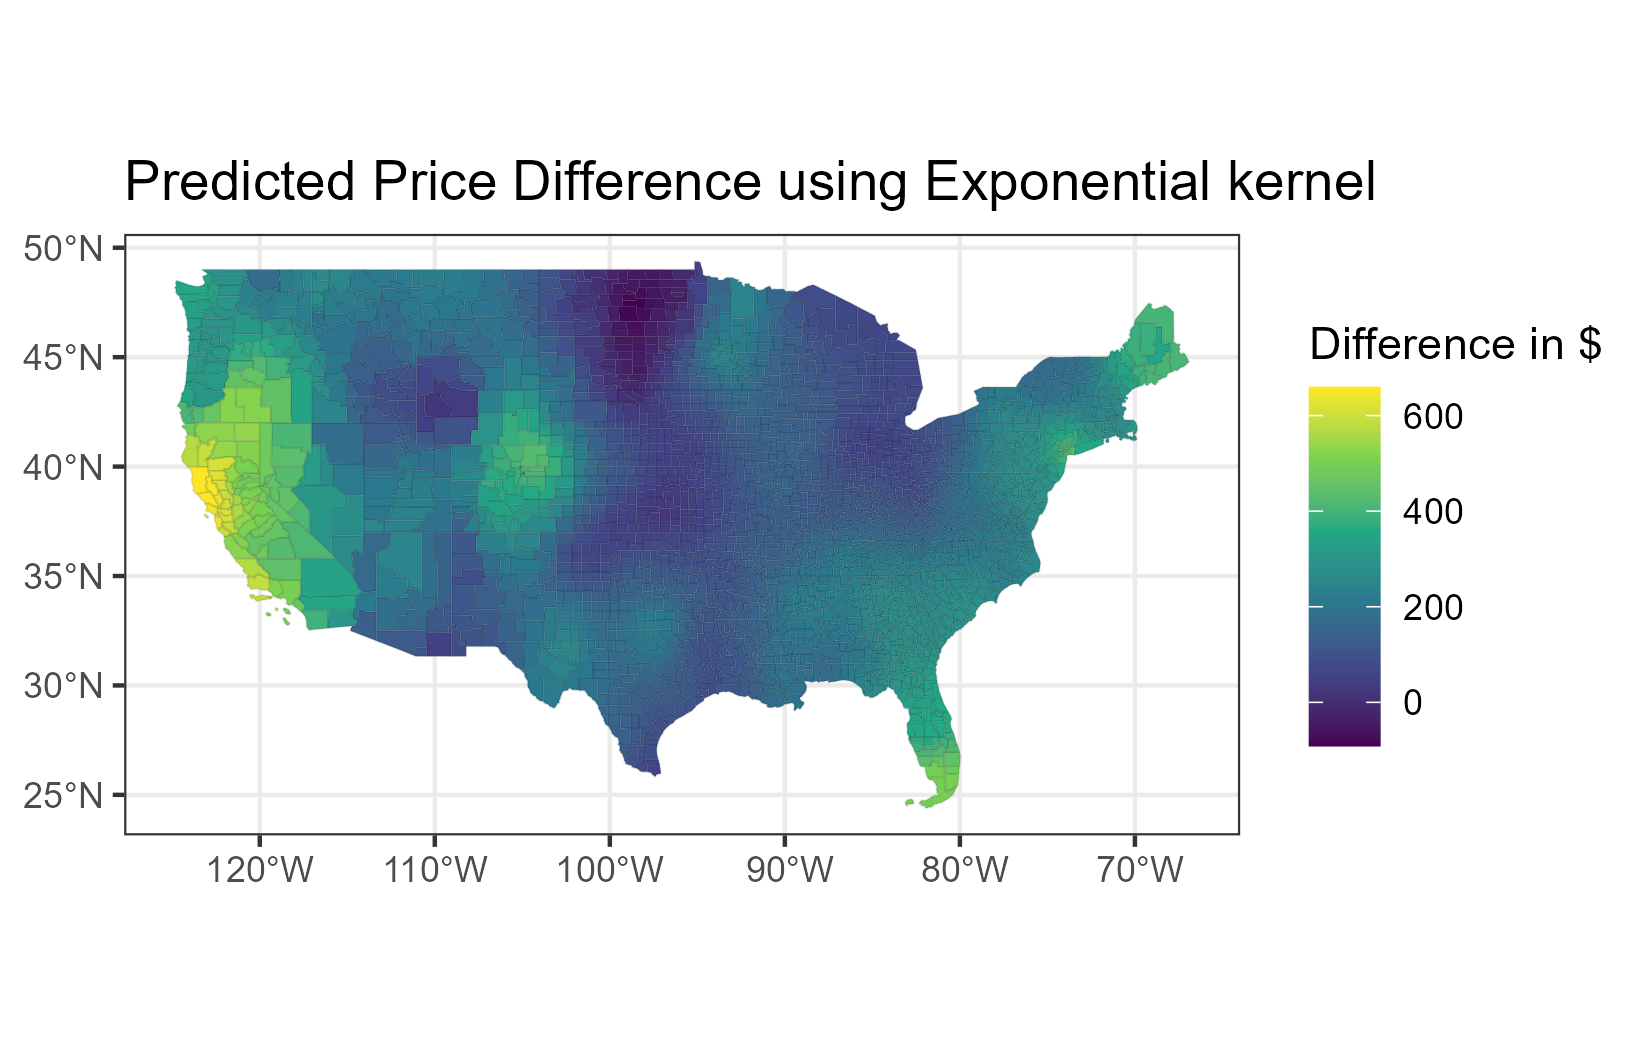 Predicted Price Difference using Exponential kernel
50°N
45°N
40°N
35°N
30°N
25°N
120°W 110°W 100°W 90°W 80°W 70°W
Difference in $
600
400
200
0